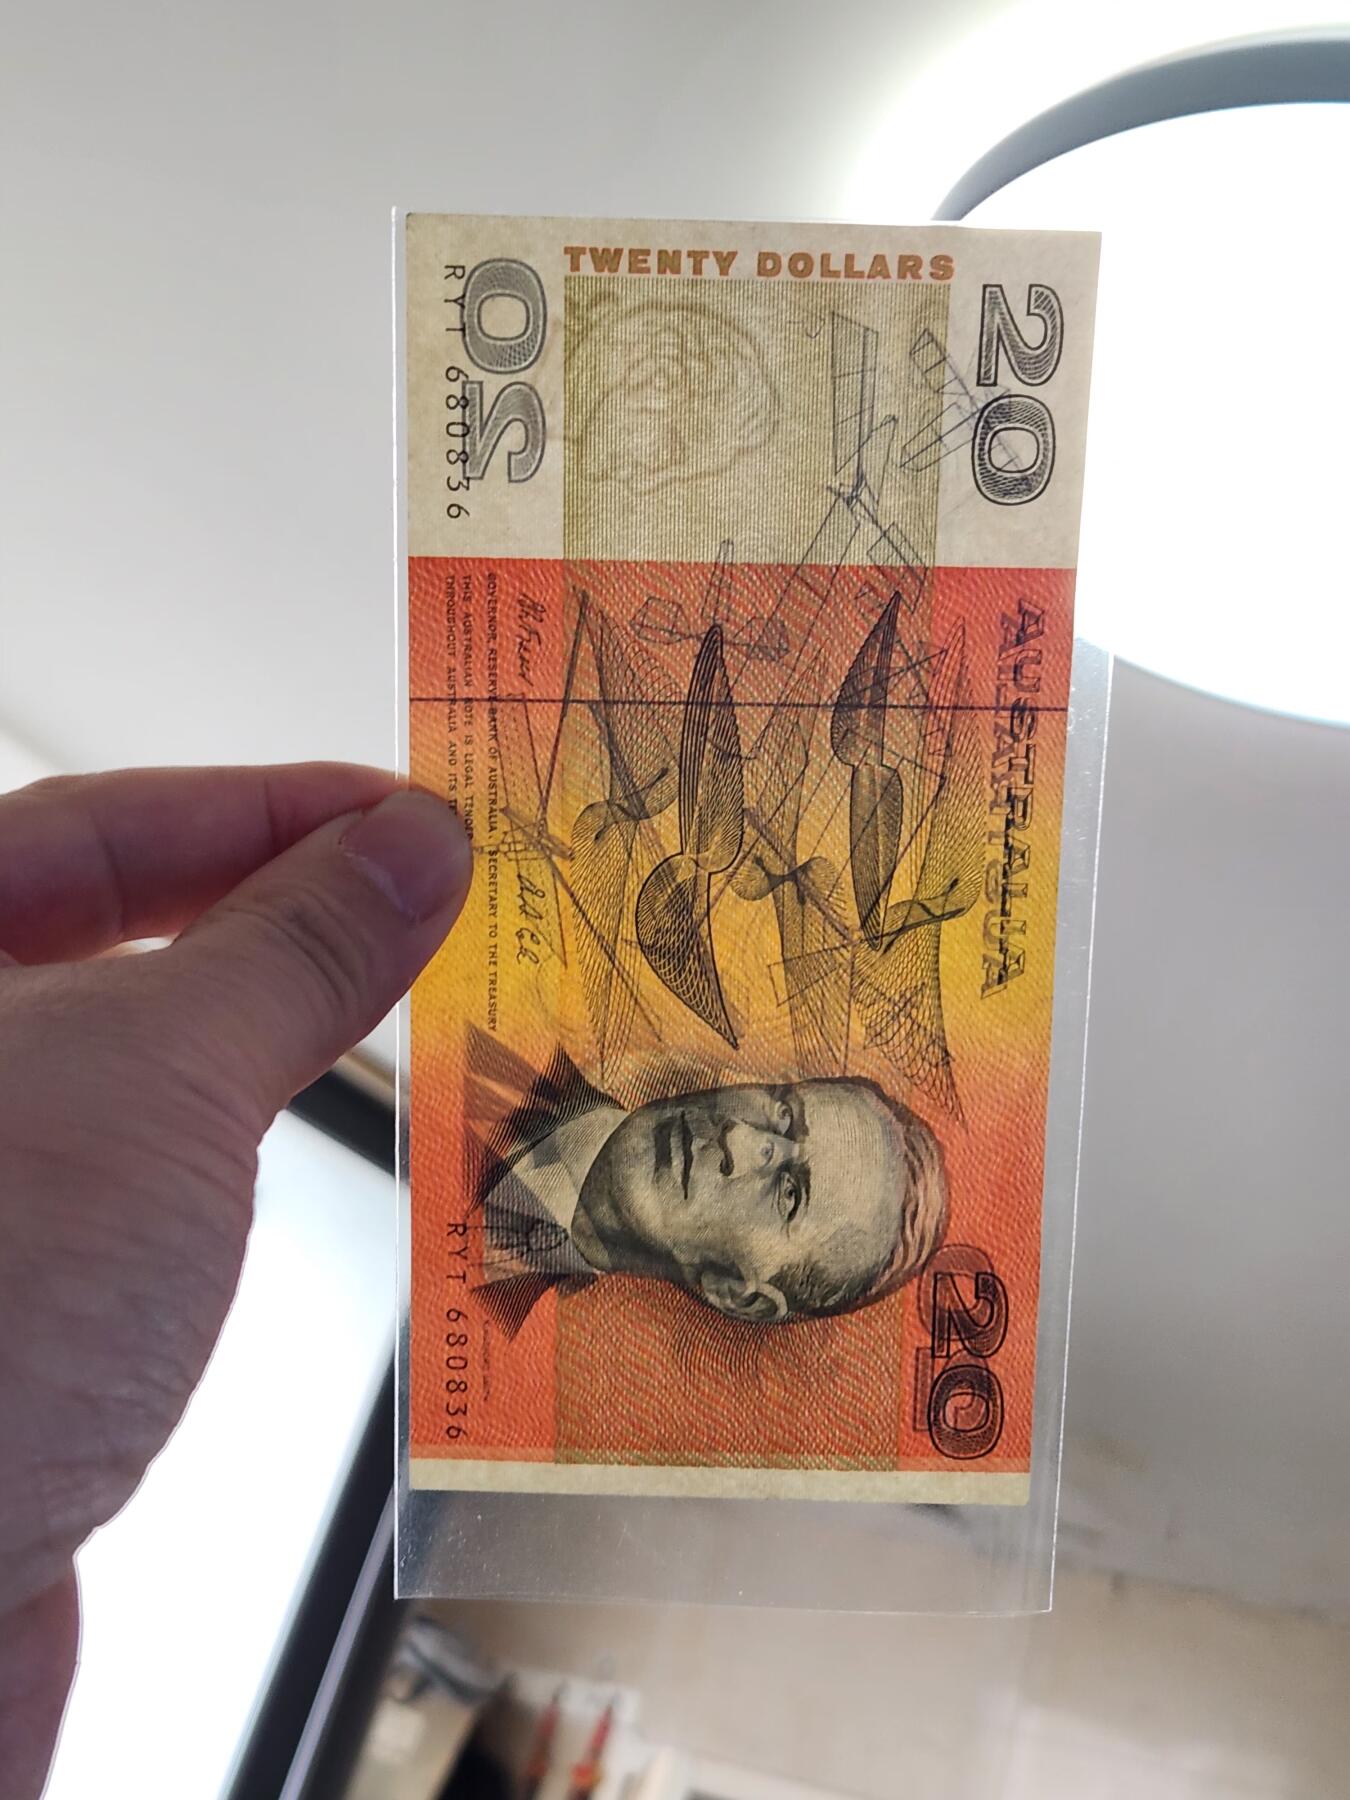 TWENTY DOLLARS
20
AUSTRALIA
20
20
RYT 680836
GOVERNOR, RESERVE BANK OF AUSTRALIA. SECRETARY TO THE TREASURY
THIS AUSTRALIAN NOTE IS LEGAL TENDER
THROUGHOUT AUSTRALIA AND ITS
RYT 680836